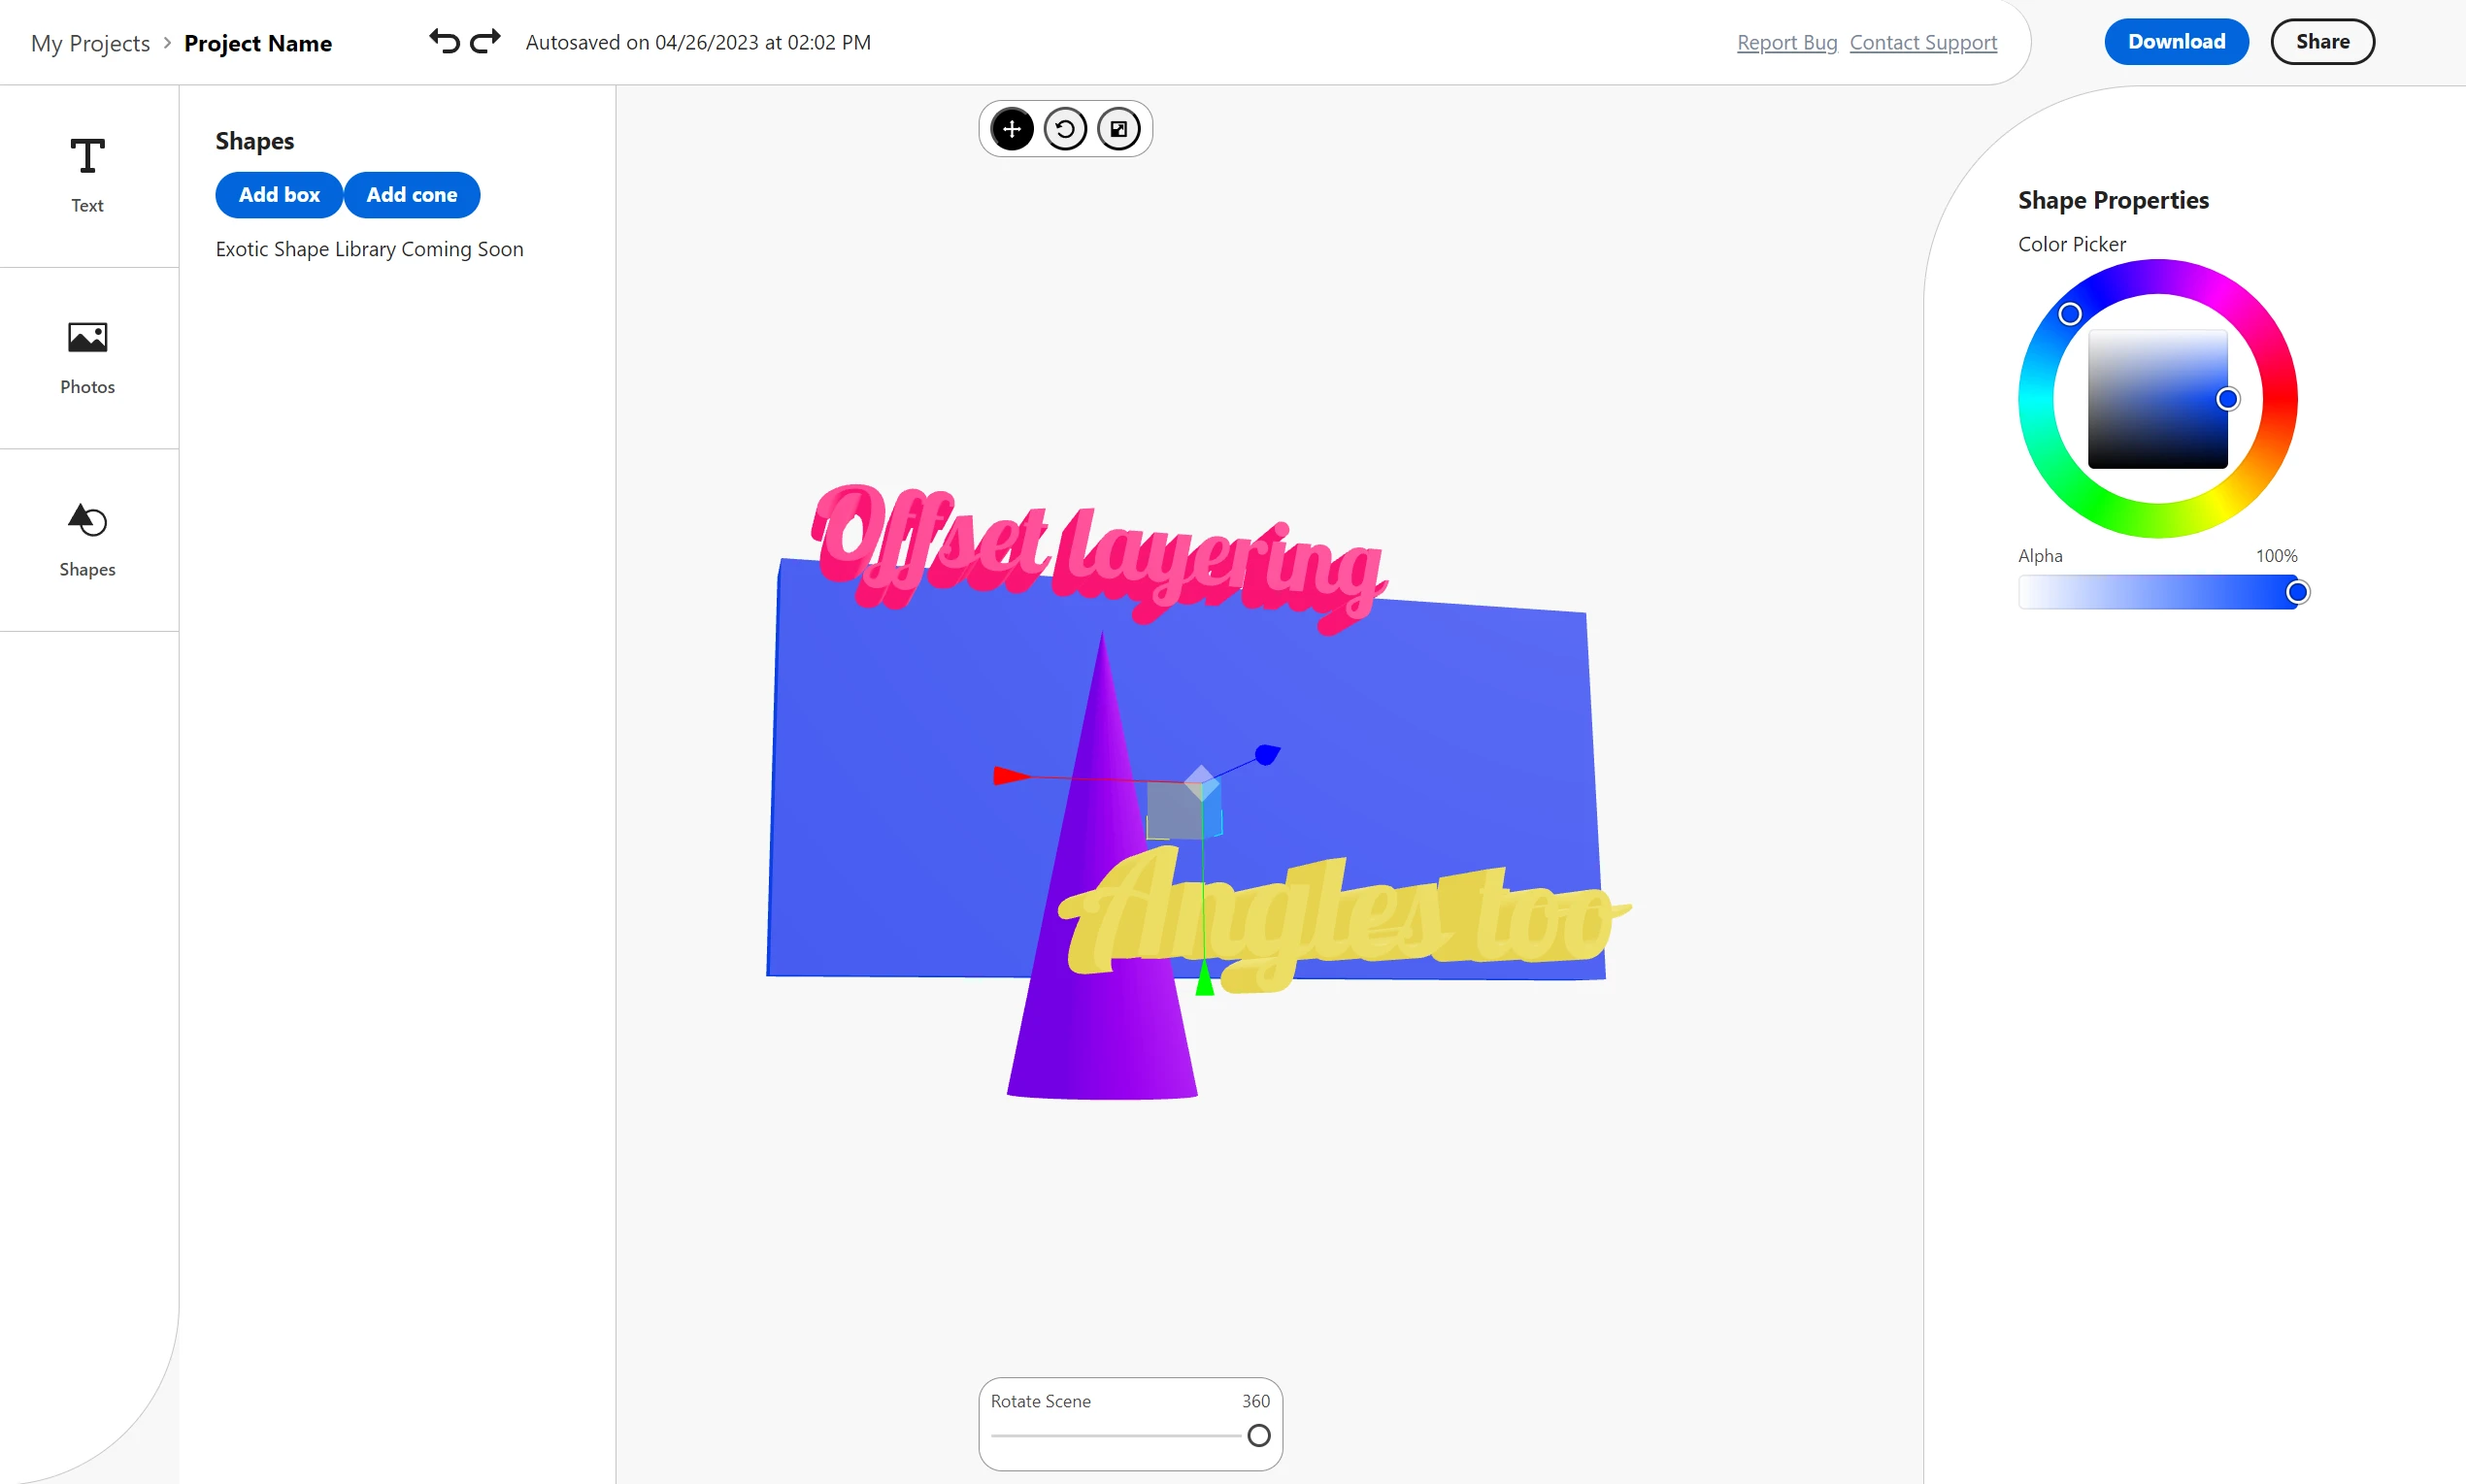 My Projects > Project Name
Autosaved on 04/26/2023 at 02:02 PM
Report Bug
Contact Support
Download
Share
Text
Photos
Shapes
Shapes
Add box
Add cone
Exotic Shape Library Coming Soon
Offset layering
Angles too
Rotate Scene 360
Shape Properties
Color Picker
Alpha 100%